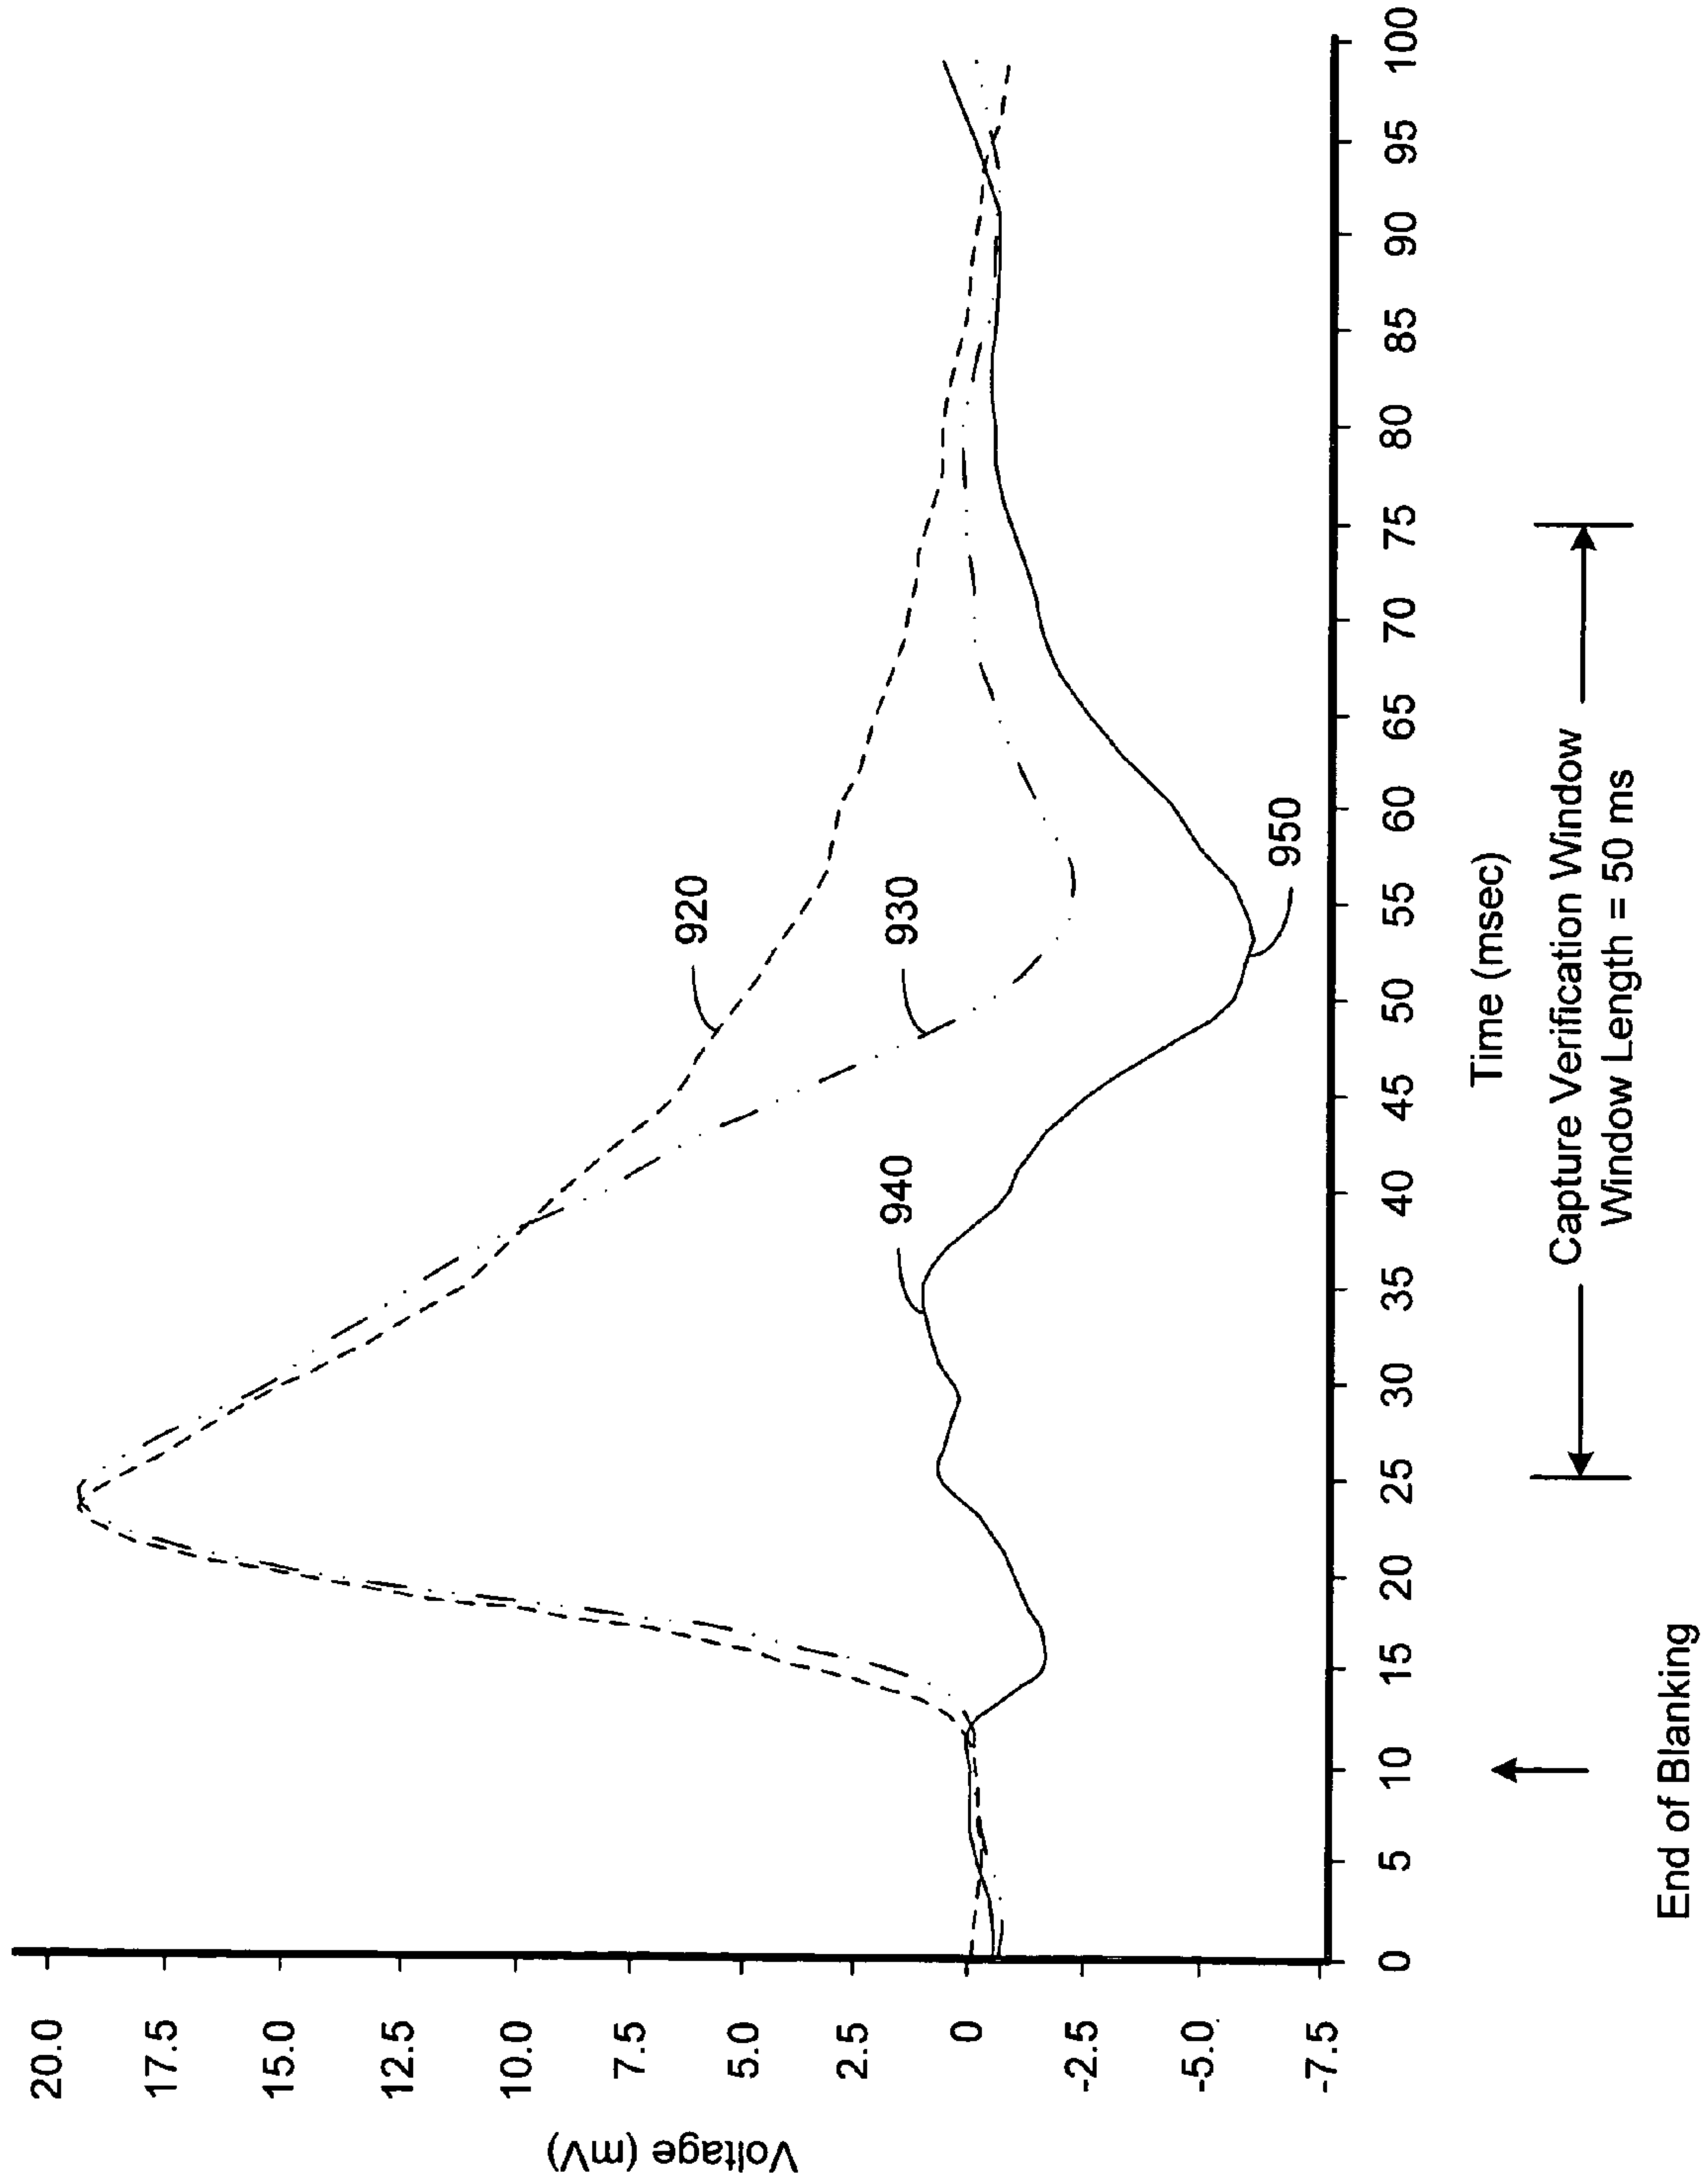 Voltage (mV)
20.0
17.5
15.0
12.5
10.0
7.5
5.0
2.5
0
-2.5
-5.0
-7.5
920
930
940
950
0 5 10 15 20 25 30 35 40 45 50 55 60 65 70 75 80 85 90 95 100
Time (msec)
End of Blanking
Capture Verification Window
Window Length = 50 ms